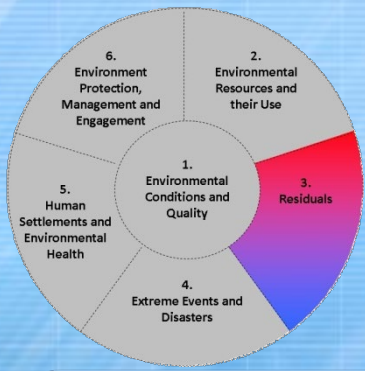 1.
Environmental
Conditions and
Quality
2.
Environmental
Resources and
their Use
3.
Residuals
4.
Extreme Events and
Disasters
5.
Human
Settlements and
Environmental
Health
6.
Environment
Protection,
Management and
Engagement